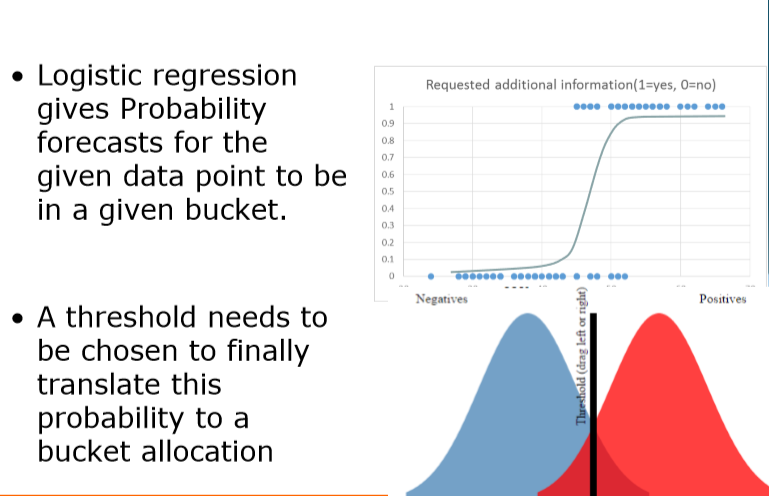 • Logistic regression
gives Probability
forecasts for the
given data point to be
in a given bucket.
• A threshold needs to
be chosen to finally
translate this
probability to a
bucket allocation
Requested additional information(1=yes, 0=no)
1
0.9
0.8
0.7
0.6
0.5
0.4
0.3
0.2
0.1
0
Negatives
Threshold (drag left or right)
Positives